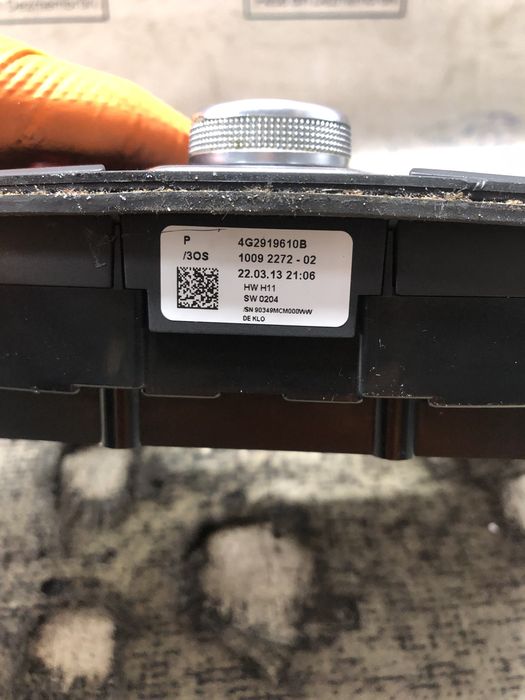 P 4G2919610B
/3OS 1009 2272 - 02
22.03.13 21:06
HW H11
SW 0204
DE KLO